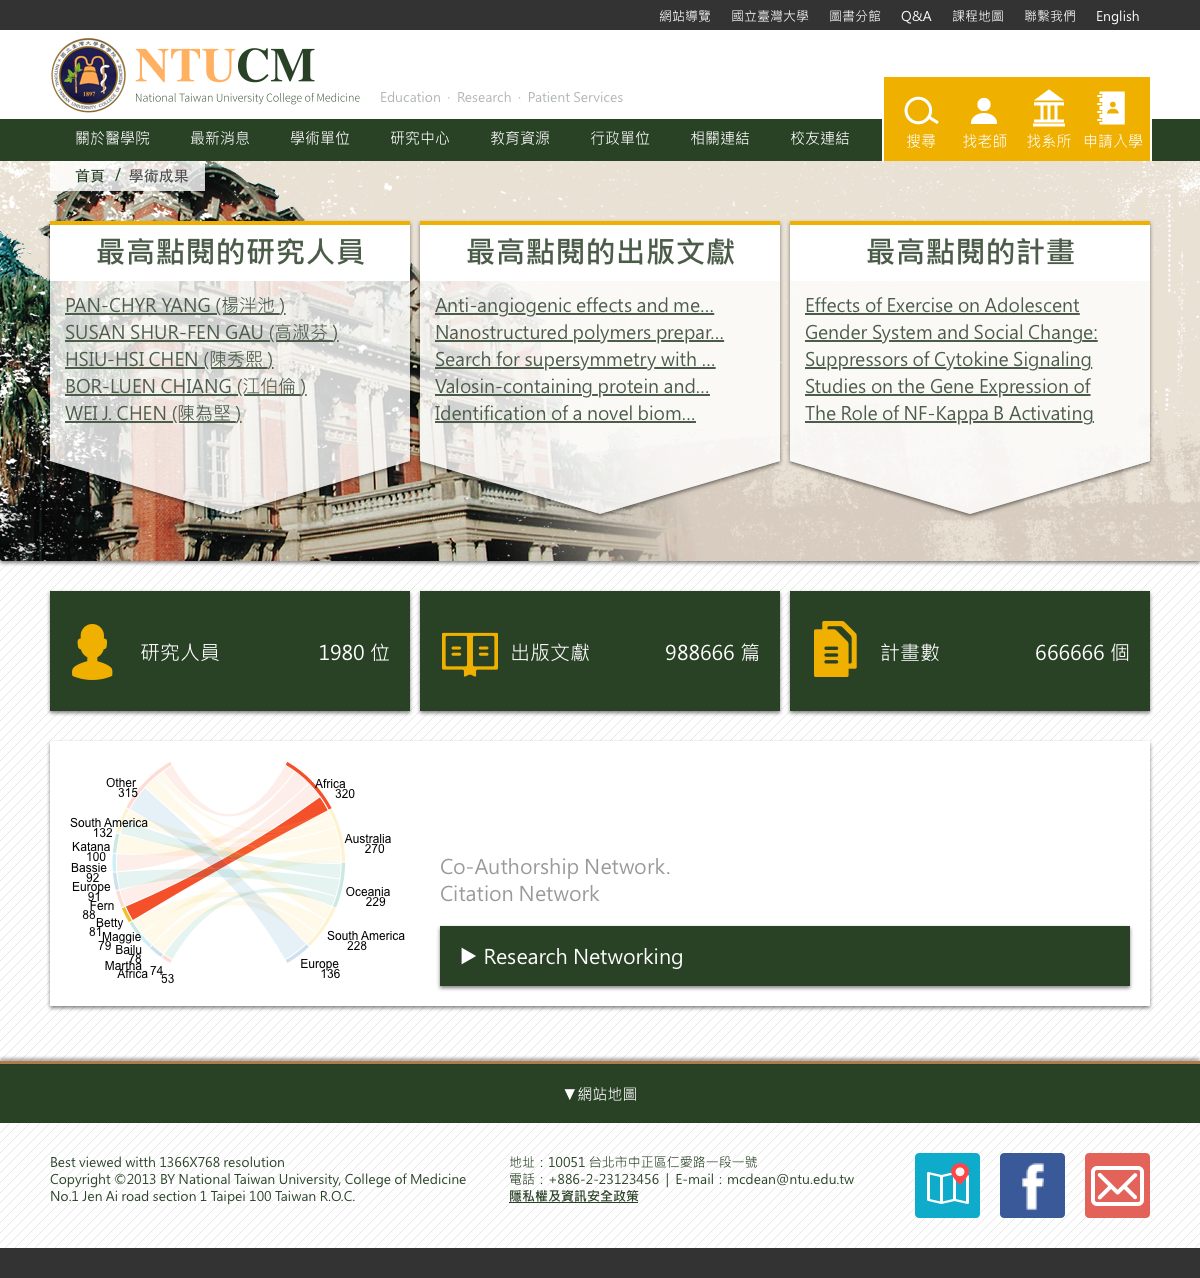 網站導覽 國立臺灣大學 圖書分館 Q&A 課程地圖 聯繫我們 English
NTUCM
National Taiwan University College of Medicine
Education · Research · Patient Services
關於醫學院 最新消息 學術單位 研究中心 教育資源 行政單位 相關連結 校友連結
搜尋 找老師 找系所 申請入學
首頁 / 學術成果
最高點閱的研究人員
PAN-CHYR YANG (楊泮池 )
SUSAN SHUR-FEN GAU (高淑芬 )
HSIU-HSI CHEN (陳秀熙 )
BOR-LUEN CHIANG (江伯倫 )
WEI J. CHEN (陳為堅 )
最高點閱的出版文獻
Anti-angiogenic effects and me...
Nanostructured polymers prepar...
Search for supersymmetry with ...
Valosin-containing protein and...
Identification of a novel biom...
最高點閱的計畫
Effects of Exercise on Adolescent
Gender System and Social Change:
Suppressors of Cytokine Signaling
Studies on the Gene Expression of
The Role of NF-Kappa B Activating
研究人員 1980 位
出版文獻 988666 篇
計畫數 666666 個
Other
315
South America
132
Katana
100
Bassie
92
Europe
91
Fern
88
Betty
81
Maggie
79
Bailu
78
Martha
74
Africa
53
Africa
320
Australia
270
Oceania
229
South America
228
Europe
136
Co-Authorship Network.
Citation Network
▶ Research Networking
▼網站地圖
Best viewed witth 1366X768 resolution
Copyright ©2013 BY National Taiwan University, College of Medicine
No.1 Jen Ai road section 1 Taipei 100 Taiwan R.O.C.
地址：10051 台北市中正區仁愛路一段一號
電話：+886-2-23123456 | E-mail：mcdean@ntu.edu.tw
隱私權及資訊安全政策